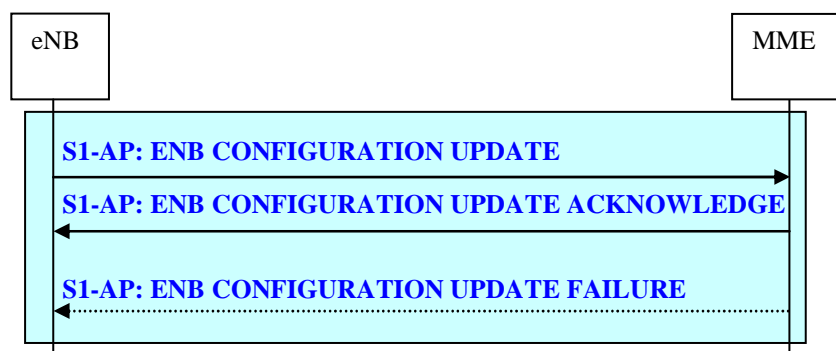 eNB
MME
S1-AP: ENB CONFIGURATION UPDATE
S1-AP: ENB CONFIGURATION UPDATE ACKNOWLEDGE
S1-AP: ENB CONFIGURATION UPDATE FAILURE